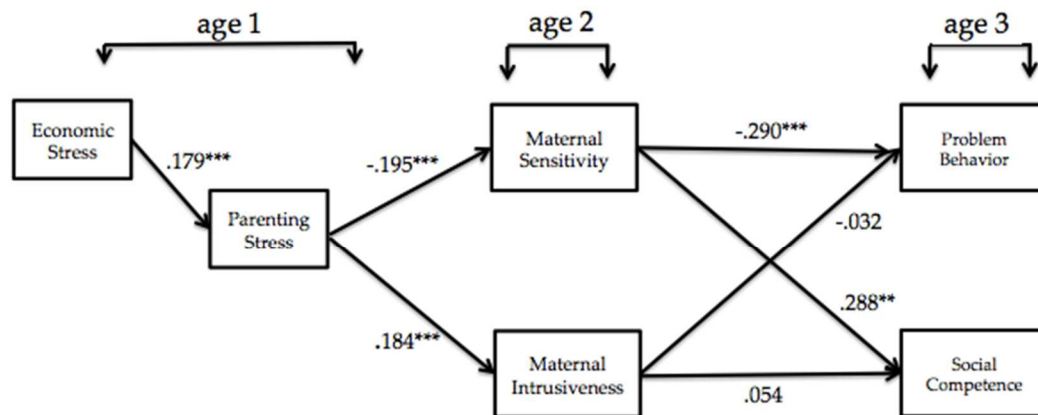 age 1
age 2
age 3
Economic
Stress
.179***
Parenting
Stress
-.195***
.184***
Maternal
Sensitivity
Maternal
Intrusiveness
-.290***
-.032
.288**
.054
Problem
Behavior
Social
Competence